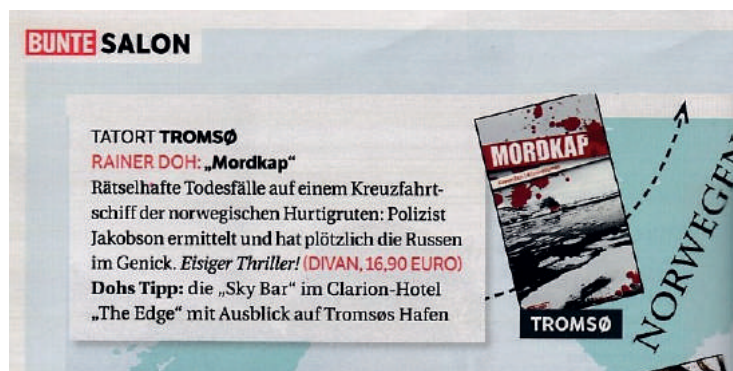 BUNTE SALON
TATORT TROMSØ
RAINER DOH: „Mordkap“
Rätselhafte Todesfälle auf einem Kreuzfahrt-
schiff der norwegischen Hurtigruten: Polizist
Jakobson ermittelt und hat plötzlich die Russen
im Genick. Eisiger Thriller! (DIVAN, 16,90 EURO)
Dohs Tipp: die „Sky Bar“ im Clarion-Hotel
„The Edge“ mit Ausblick auf Tromsøs Hafen
MORDKAP
TROMSØ
NORWEGEN